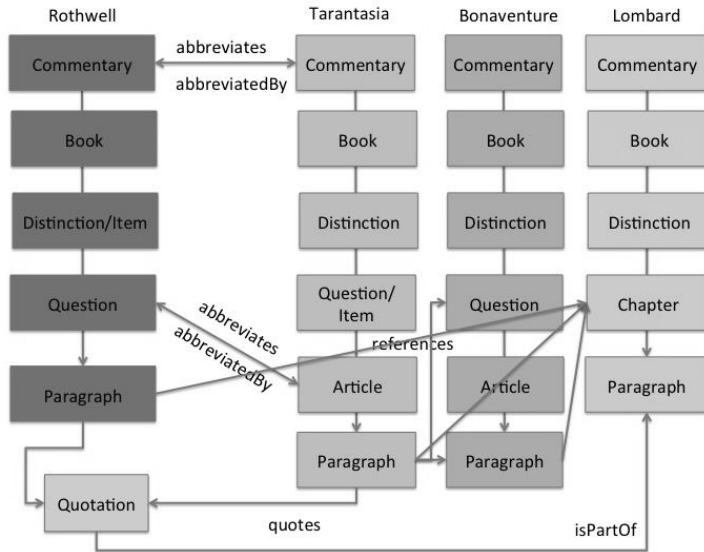 Rothwell
Tarantasia
Bonaventure
Lombard
Commentary
abbreviates
abbreviatedBy
Commentary
Commentary
Commentary
Book
Book
Book
Book
Distinction/Item
Distinction
Distinction
Distinction
Question
abbreviates
abbreviatedBy
Question/
Item
Question
Chapter
references
Paragraph
Article
Article
Paragraph
Paragraph
Paragraph
Quotation
quotes
isPartOf